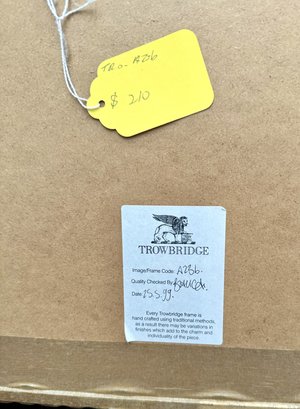 TRO- A236
$ 210
TROWBRIDGE
Image/Frame Code: A236.
Quality Checked By:
Date: 25.5.99.
Every Trowbridge frame is
hand crafted using traditional methods,
as a result there may be variations in
finishes which add to the charm and
individuality of the piece.